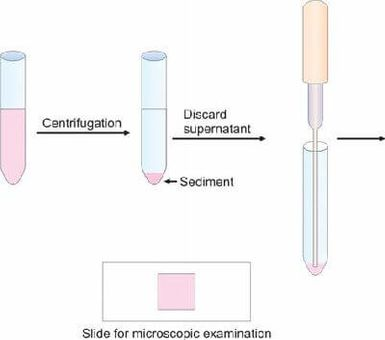 Centrifugation
Discard
supernatant
Sediment
Slide for microscopic examination